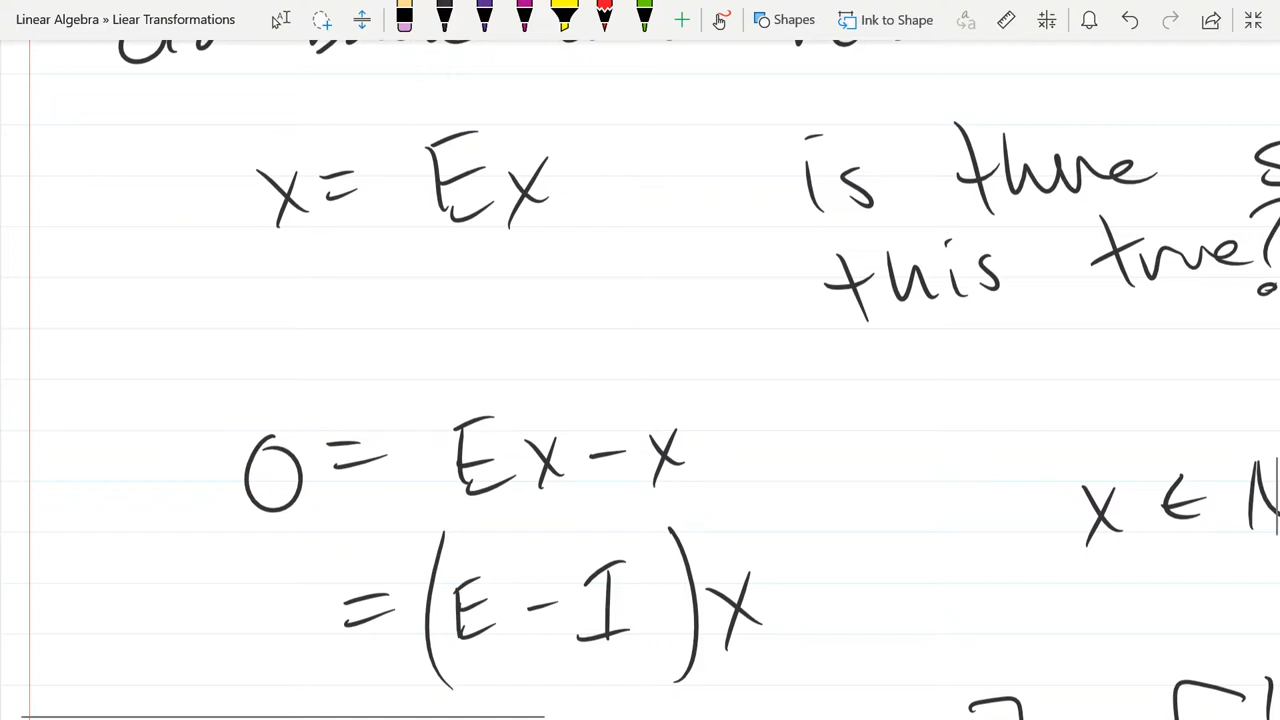 Linear Algebra » Liear Transformations
Shapes
Ink to Shape
x = Ex
is there
this true?
0 = Ex - x
x ∈ N
= (E - I)x